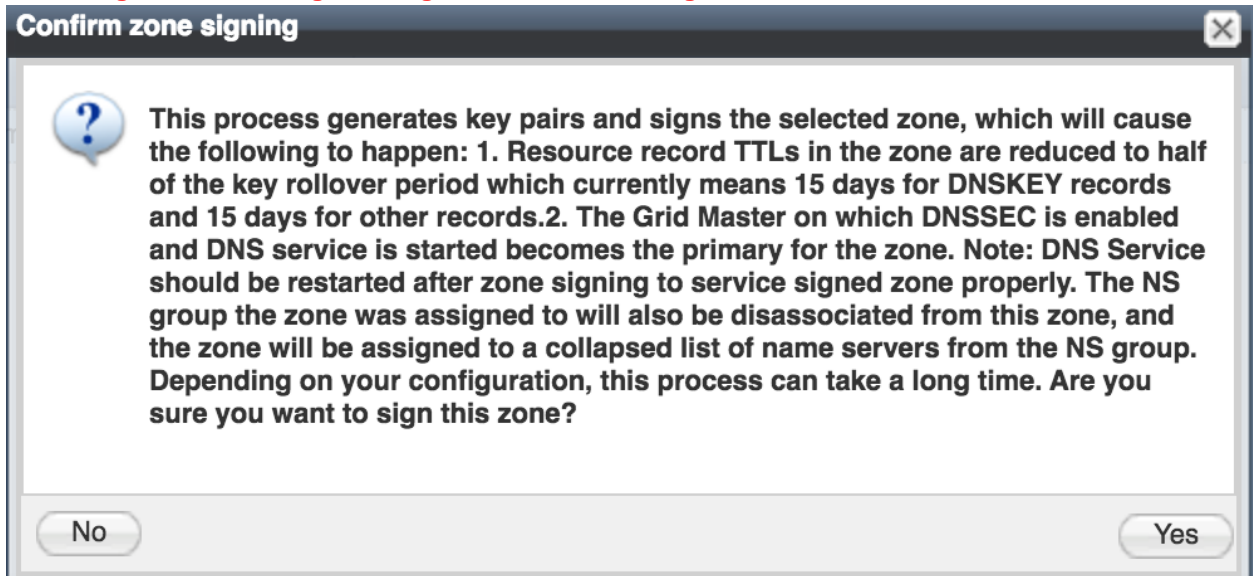 Confirm zone signing
This process generates key pairs and signs the selected zone, which will cause
the following to happen: 1. Resource record TTLs in the zone are reduced to half
of the key rollover period which currently means 15 days for DNSKEY records
and 15 days for other records.2. The Grid Master on which DNSSEC is enabled
and DNS service is started becomes the primary for the zone. Note: DNS Service
should be restarted after zone signing to service signed zone properly. The NS
group the zone was assigned to will also be disassociated from this zone, and
the zone will be assigned to a collapsed list of name servers from the NS group.
Depending on your configuration, this process can take a long time. Are you
sure you want to sign this zone?
No
Yes